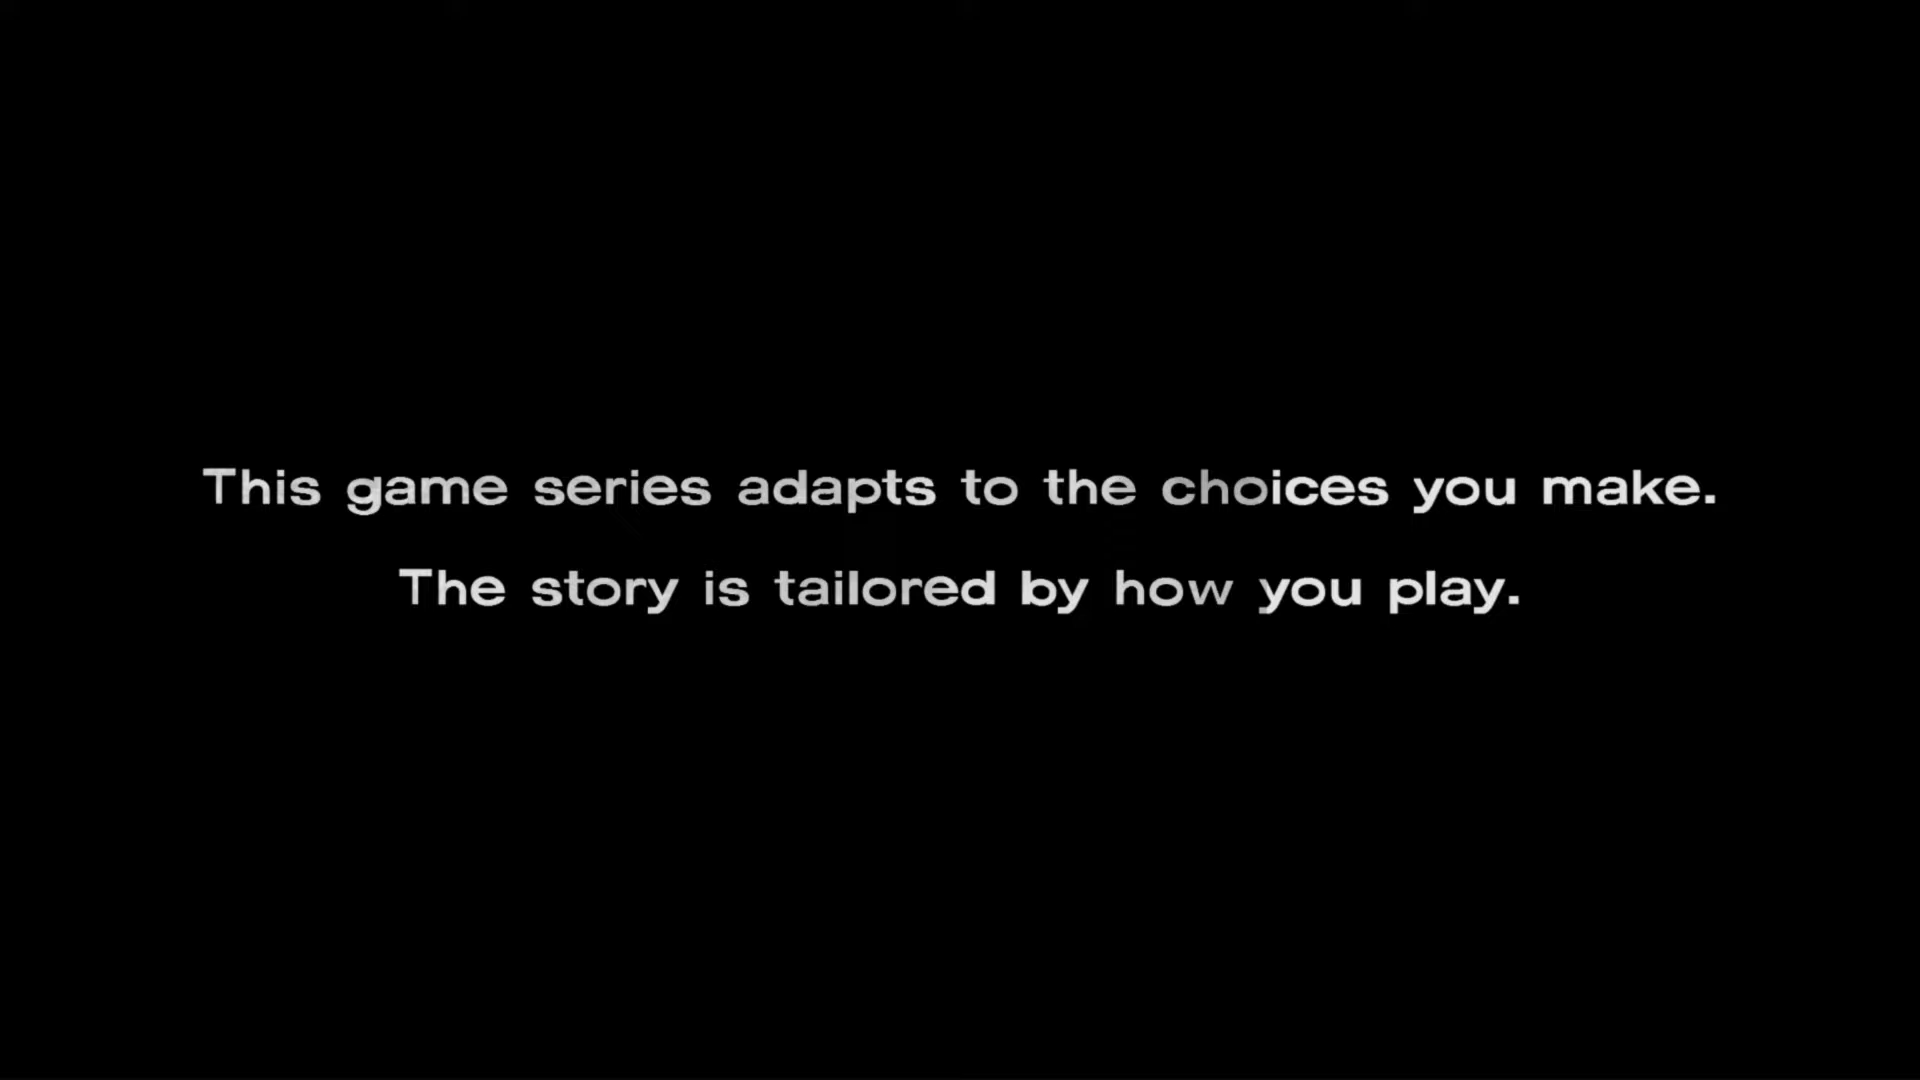 This game series adapts to the choices you make.
The story is tailored by how you play.